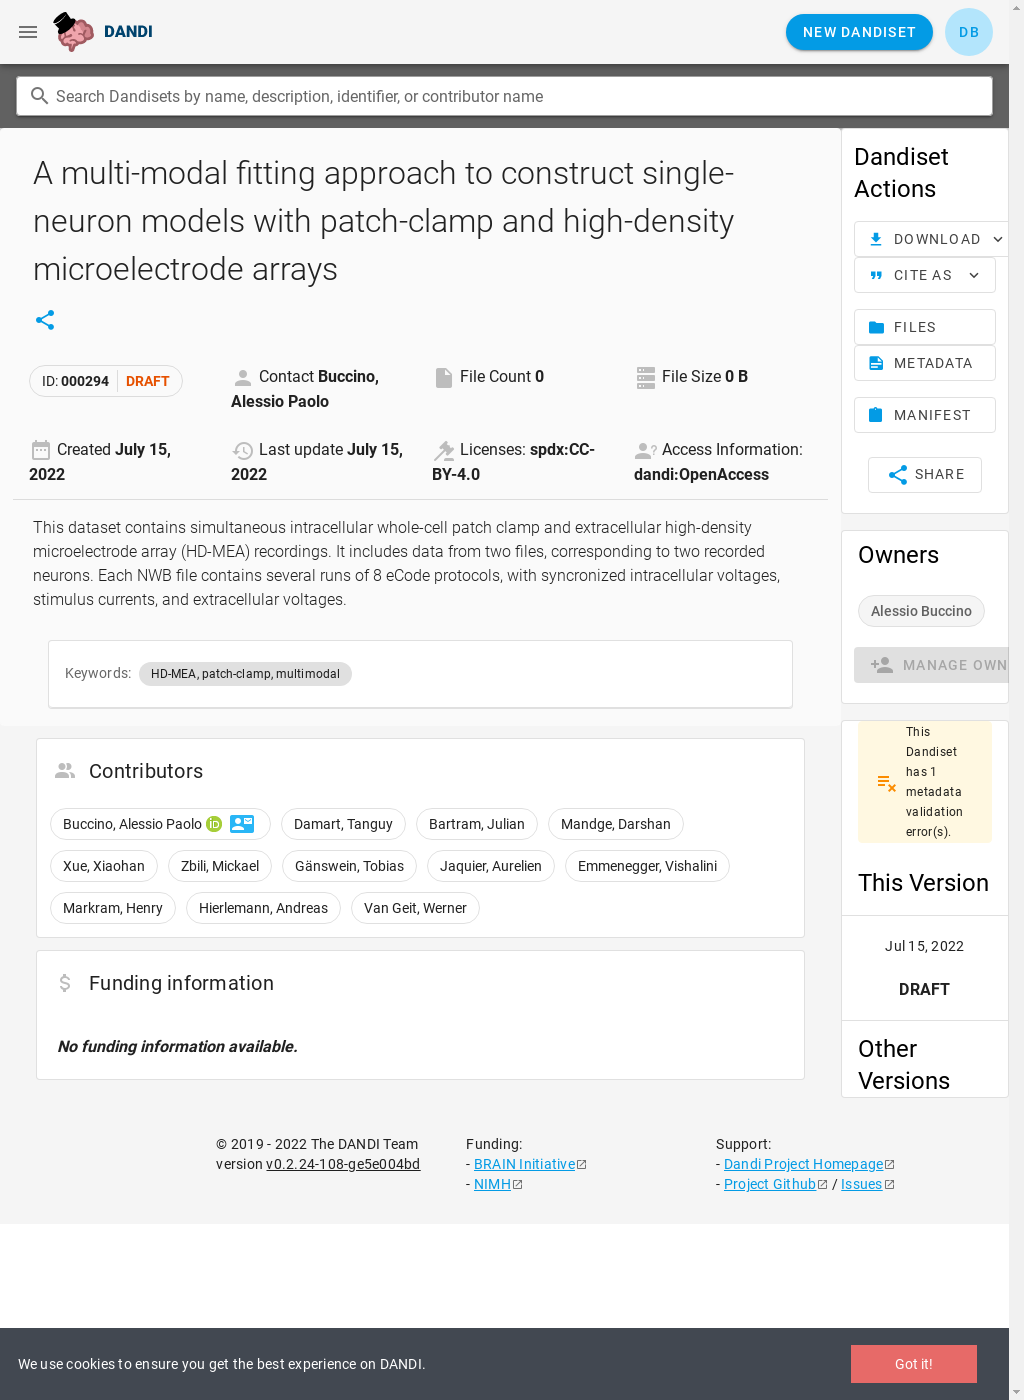 DANDI
NEW DANDISET
DB
Search Dandisets by name, description, identifier, or contributor name
A multi-modal fitting approach to construct single-
neuron models with patch-clamp and high-density
microelectrode arrays
ID: 000294 DRAFT
Contact Buccino,
Alessio Paolo
File Count 0
File Size 0 B
Created July 15,
2022
Last update July 15,
2022
Licenses: spdx:CC-
BY-4.0
Access Information:
dandi:OpenAccess
This dataset contains simultaneous intracellular whole-cell patch clamp and extracellular high-density
microelectrode array (HD-MEA) recordings. It includes data from two files, corresponding to two recorded
neurons. Each NWB file contains several runs of 8 eCode protocols, with syncronized intracellular voltages,
stimulus currents, and extracellular voltages.
Keywords: HD-MEA, patch-clamp, multimodal
Contributors
Buccino, Alessio Paolo iD Damart, Tanguy Bartram, Julian Mandge, Darshan
Xue, Xiaohan Zbili, Mickael Gänswein, Tobias Jaquier, Aurelien Emmenegger, Vishalini
Markram, Henry Hierlemann, Andreas Van Geit, Werner
Funding information
No funding information available.
Dandiset
Actions
DOWNLOAD
CITE AS
FILES
METADATA
MANIFEST
SHARE
Owners
Alessio Buccino
MANAGE OWN
This
Dandiset
has 1
metadata
validation
error(s).
This Version
Jul 15, 2022
DRAFT
Other
Versions
© 2019 - 2022 The DANDI Team
version v0.2.24-108-ge5e004bd
Funding:
- BRAIN Initiative
- NIMH
Support:
- Dandi Project Homepage
- Project Github / Issues
We use cookies to ensure you get the best experience on DANDI.
Got it!